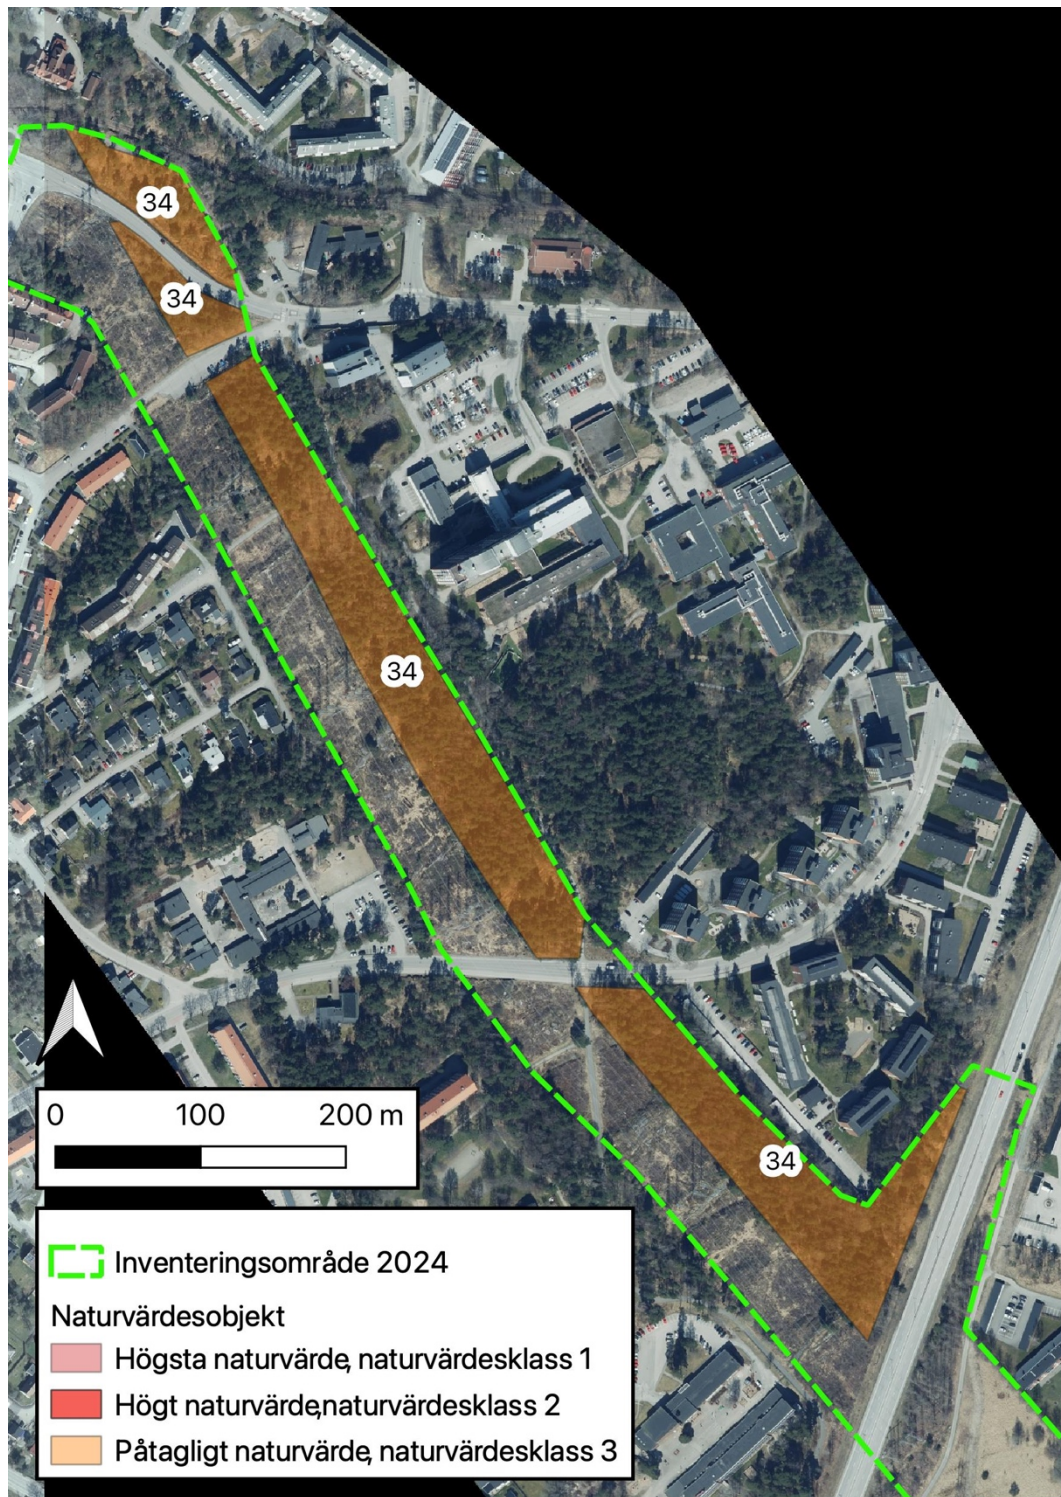 34
34
34
34
0 100 200 m
Inventeringsområde 2024
Naturvärdesobjekt
Högsta naturvärde, naturvärdesklass 1
Högt naturvärde,naturvärdesklass 2
Påtagligt naturvärde, naturvärdesklass 3